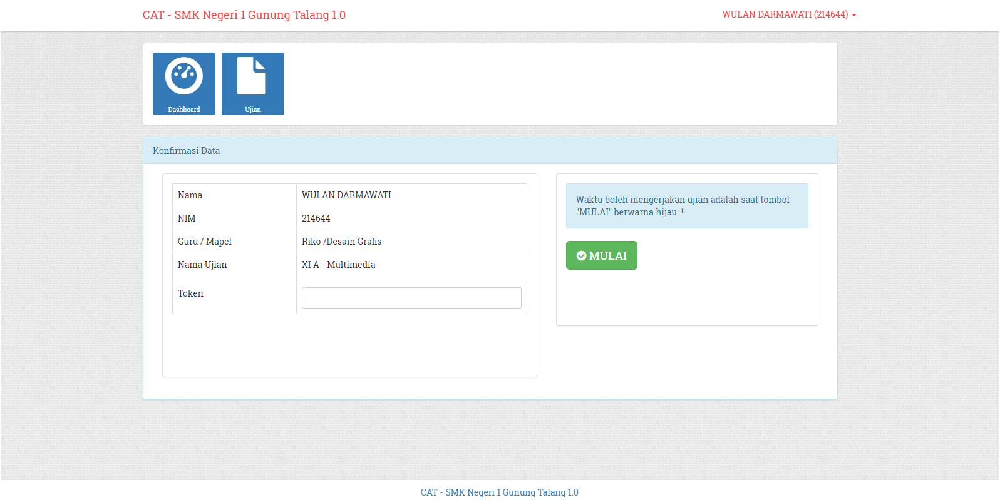 CAT - SMK Negeri 1 Gunung Talang 1.0
WULAN DARMAWATI (214644)
Dashboard
Ujian
Konfirmasi Data
Nama
WULAN DARMAWATI
NIM
214644
Guru / Mapel
Riko /Desain Grafis
Nama Ujian
XI A - Multimedia
Token
Waktu boleh mengerjakan ujian adalah saat tombol
"MULAI" berwarna hijau..!
MULAI
CAT - SMK Negeri 1 Gunung Talang 1.0